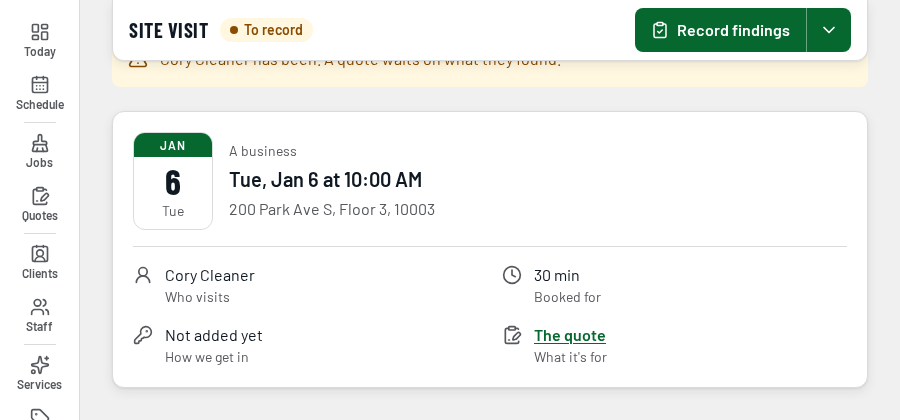 SITE VISIT
To record
Record findings
Cory Cleaner has been. A quote waits on what they found.
Today
Schedule
Jobs
Quotes
Clients
Staff
Services
JAN
6
Tue
A business
Tue, Jan 6 at 10:00 AM
200 Park Ave S, Floor 3, 10003
Cory Cleaner
Who visits
30 min
Booked for
Not added yet
How we get in
The quote
What it's for